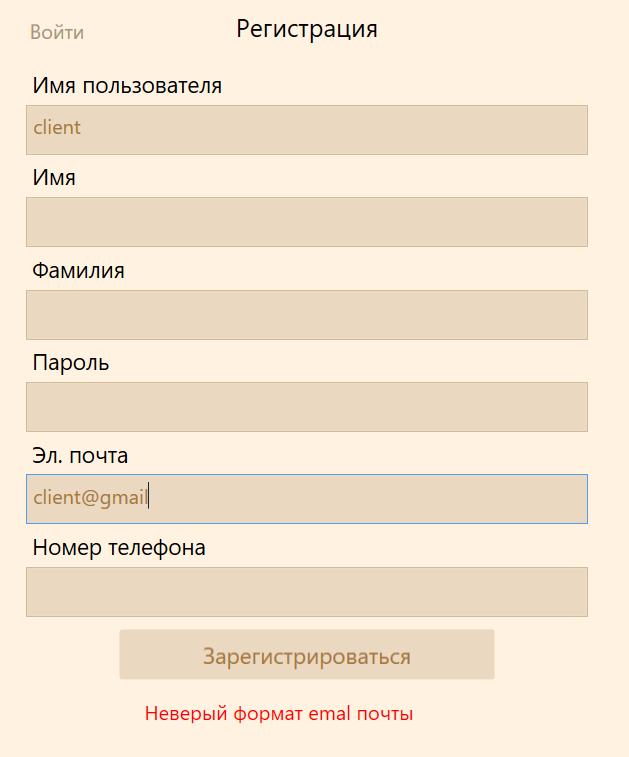 Войти
Регистрация
Имя пользователя
client
Имя
Фамилия
Пароль
Эл. почта
client@gmail
Номер телефона
Зарегистрироваться
Неверый формат emal почты